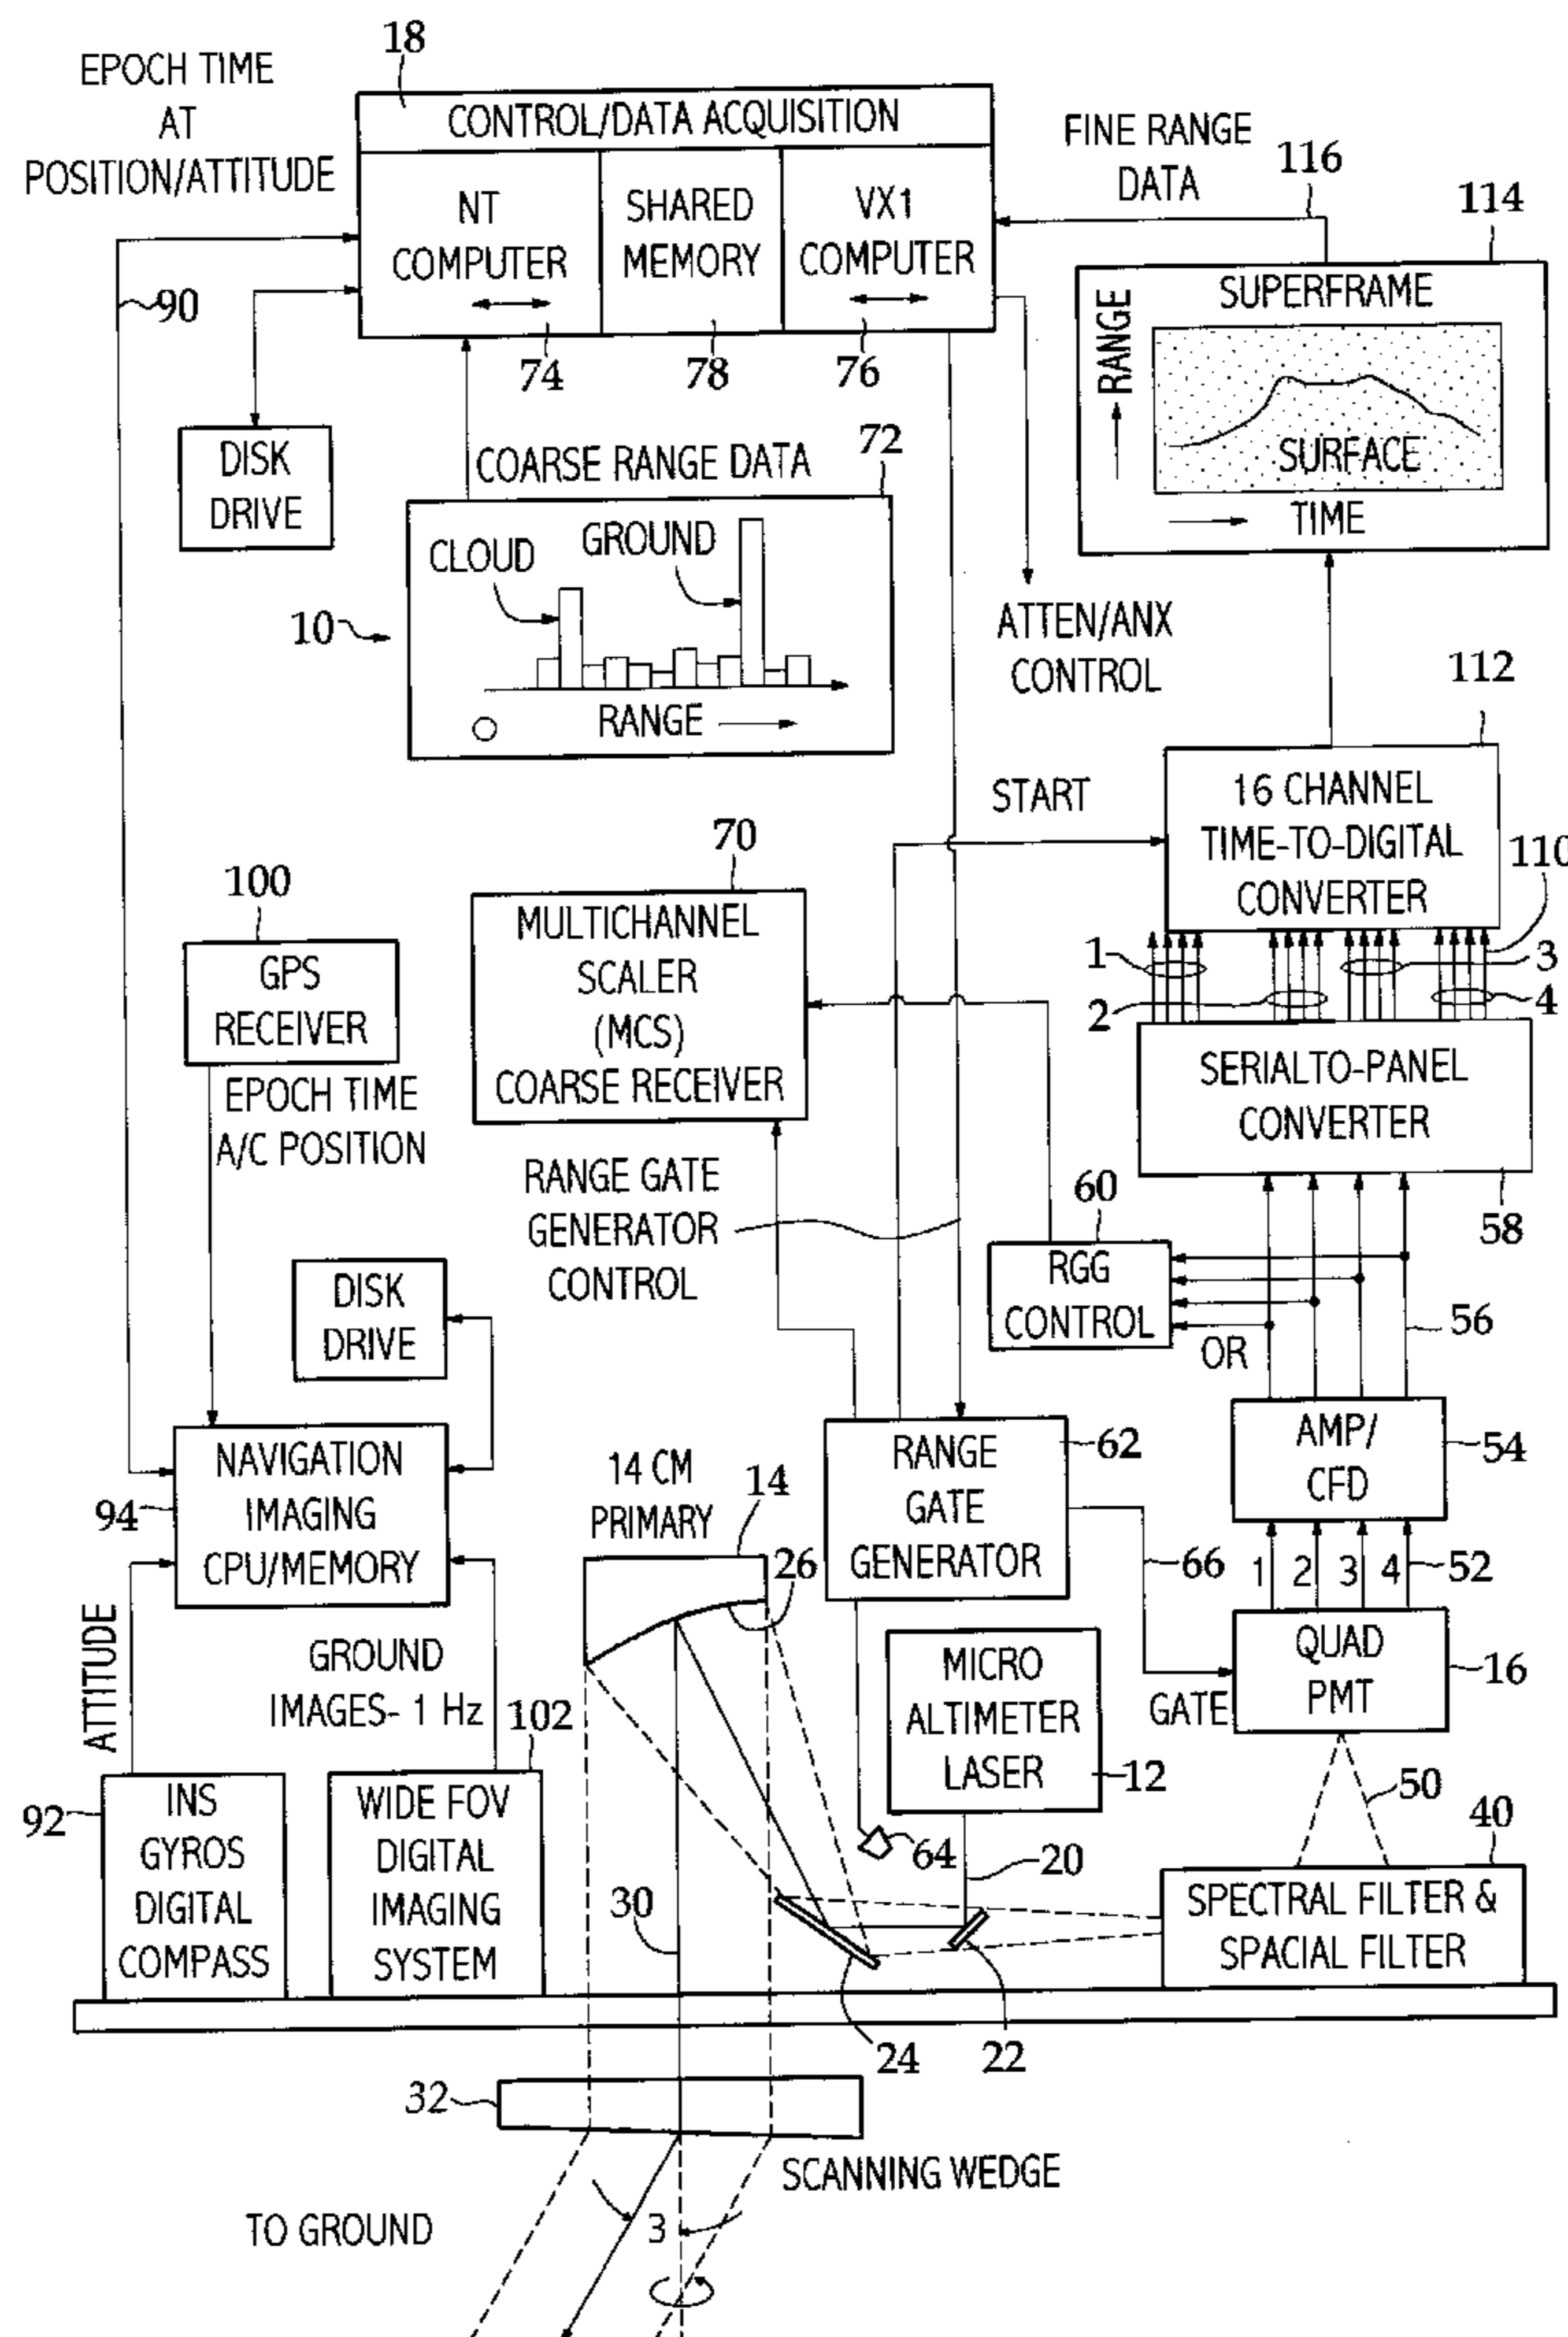 18
EPOCH TIME
AT
POSITION/ATTITUDE
CONTROL/DATA ACQUISITION
NT
COMPUTER
74
SHARED
MEMORY
78
VX1
COMPUTER
76
FINE RANGE
DATA
116
114
SUPERFRAME
RANGE
SURFACE
TIME
90
DISK
DRIVE
COARSE RANGE DATA
72
CLOUD
GROUND
RANGE
10
ATTEN/ANX
CONTROL
112
START
16 CHANNEL
TIME-TO-DIGITAL
CONVERTER
110
1
2
3
4
70
MULTICHANNEL
SCALER
(MCS)
COARSE RECEIVER
100
GPS
RECEIVER
EPOCH TIME
A/C POSITION
SERIALTO-PANEL
CONVERTER
58
RANGE GATE
GENERATOR
CONTROL
60
RGG
CONTROL
OR
56
DISK
DRIVE
NAVIGATION
IMAGING
CPU/MEMORY
94
14 CM
PRIMARY
14
26
RANGE
GATE
GENERATOR
62
AMP/
CFD
54
66
1
2
3
4
52
QUAD
PMT
16
GATE
ATTITUDE
GROUND
IMAGES- 1 Hz
102
MICRO
ALTIMETER
LASER
12
92
INS
GYROS
DIGITAL
COMPASS
WIDE FOV
DIGITAL
IMAGING
SYSTEM
30
64
20
50
40
SPECTRAL FILTER &
SPACIAL FILTER
24
22
32
SCANNING WEDGE
TO GROUND
3